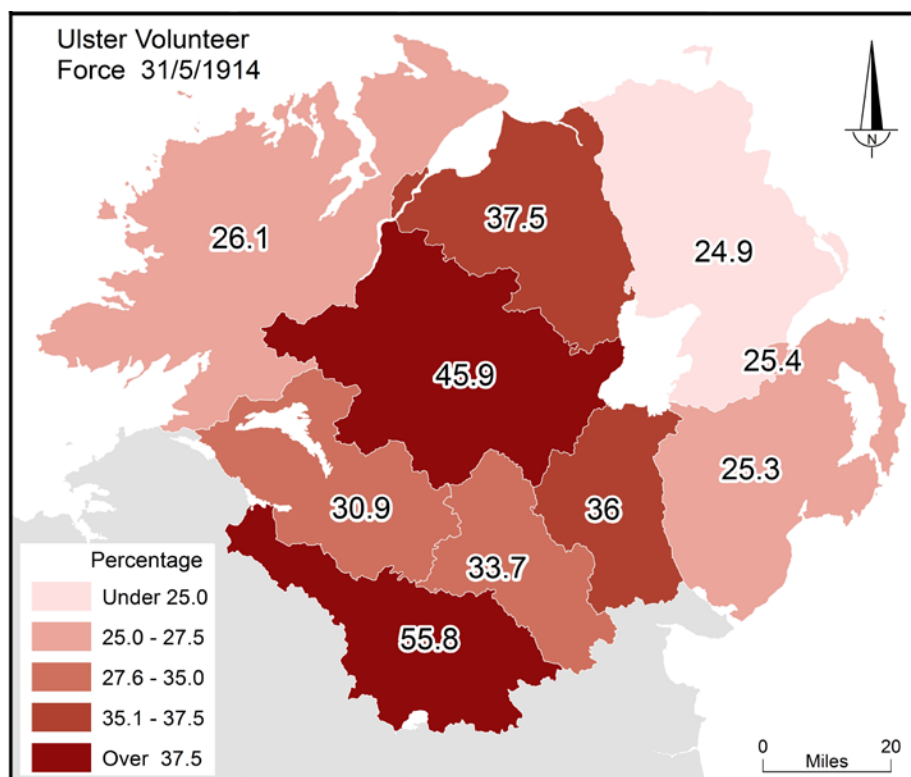 Ulster Volunteer
Force 31/5/1914
N
37.5
26.1
24.9
45.9
25.4
25.3
30.9
36
33.7
55.8
Percentage
Under 25.0
25.0 - 27.5
27.6 - 35.0
35.1 - 37.5
Over 37.5
0 20
Miles